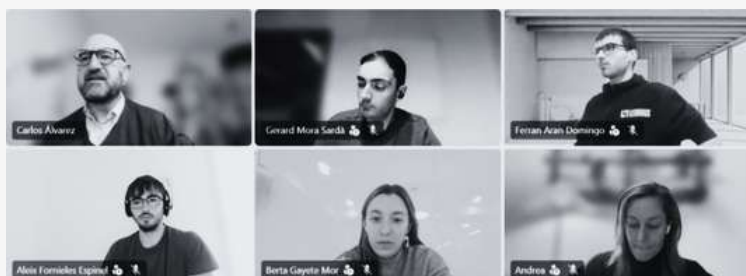 Carlos Álvarez
Gerard Mora Sardà
Ferran Aran Domingo
Aleix Fornieles Espinel
Berta Gayete Mor
Andrea